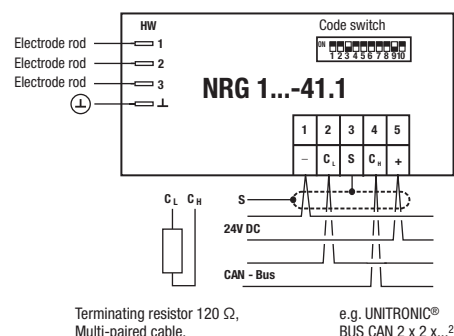 HW
Code switch
Electrode rod 1
ON
1 2 3 4 5 6 7 8 9 10
Electrode rod 2
Electrode rod 3
⊥ ⊥
NRG 1...-41.1
1 2 3 4 5
– CL S CH +
CL CH
S
24V DC
CAN - Bus
Terminating resistor 120 Ω, e.g. UNITRONIC®
Multi-paired cable, BUS CAN 2 x 2 x...²